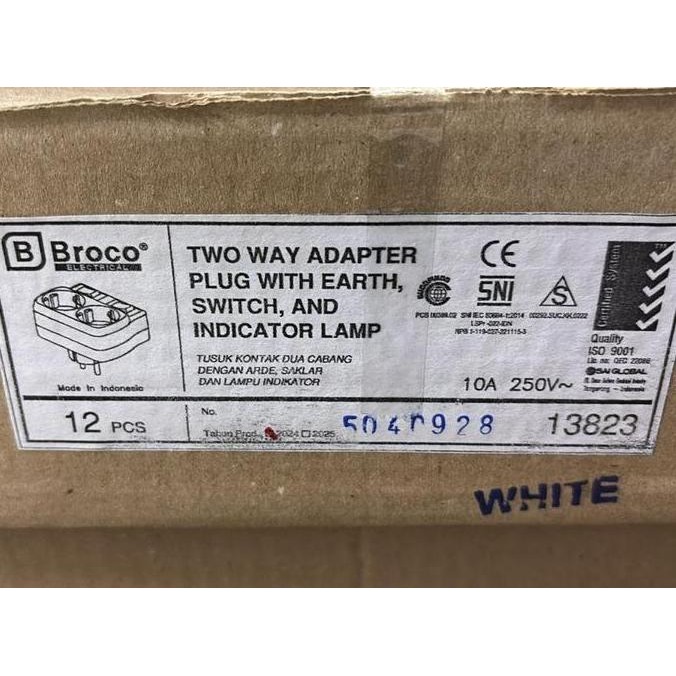 B Broco®
ELECTRICAL
Made in Indonesia
TWO WAY ADAPTER
PLUG WITH EARTH,
SWITCH, AND
INDICATOR LAMP
TUSUK KONTAK DUA CABANG
DENGAN ARDE, SAKLAR
DAN LAMPU INDIKATOR
CE
SNI
S
10A 250V~
Certified System
Quality
ISO 9001
SAI GLOBAL
12 PCS
No.
Tahun Prod. 2024 2025
5040928
13823
WHITE